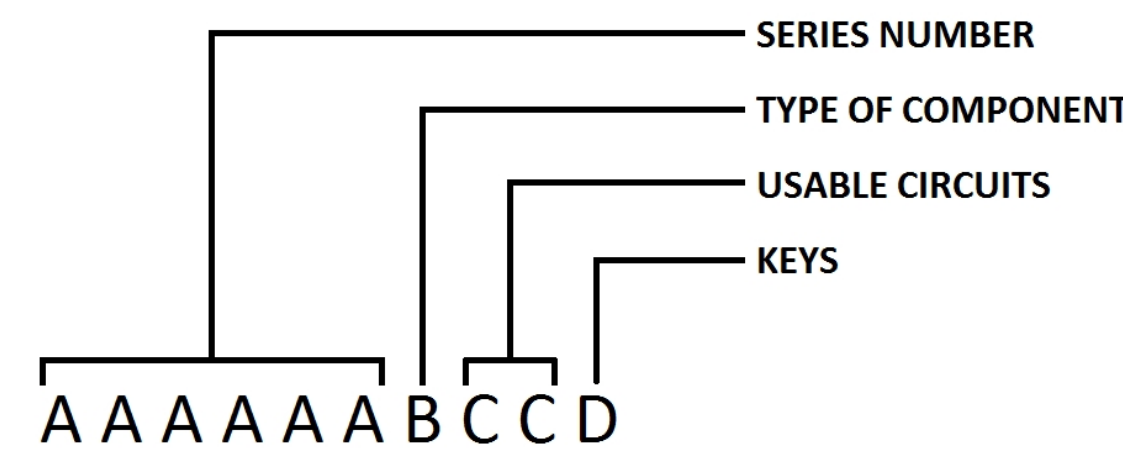 SERIES NUMBER
TYPE OF COMPONENT
USABLE CIRCUITS
KEYS
A A A A A A B C C D